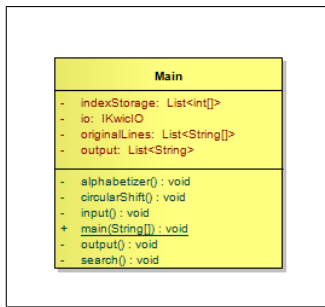 Main
- indexStorage: List<int[]>
- io: IKwicIO
- originalLines: List<String[]>
- output: List<String>
- alphabetizer() : void
- circularShift() : void
- input() : void
+ main(String[]) : void
- output() : void
- search() : void